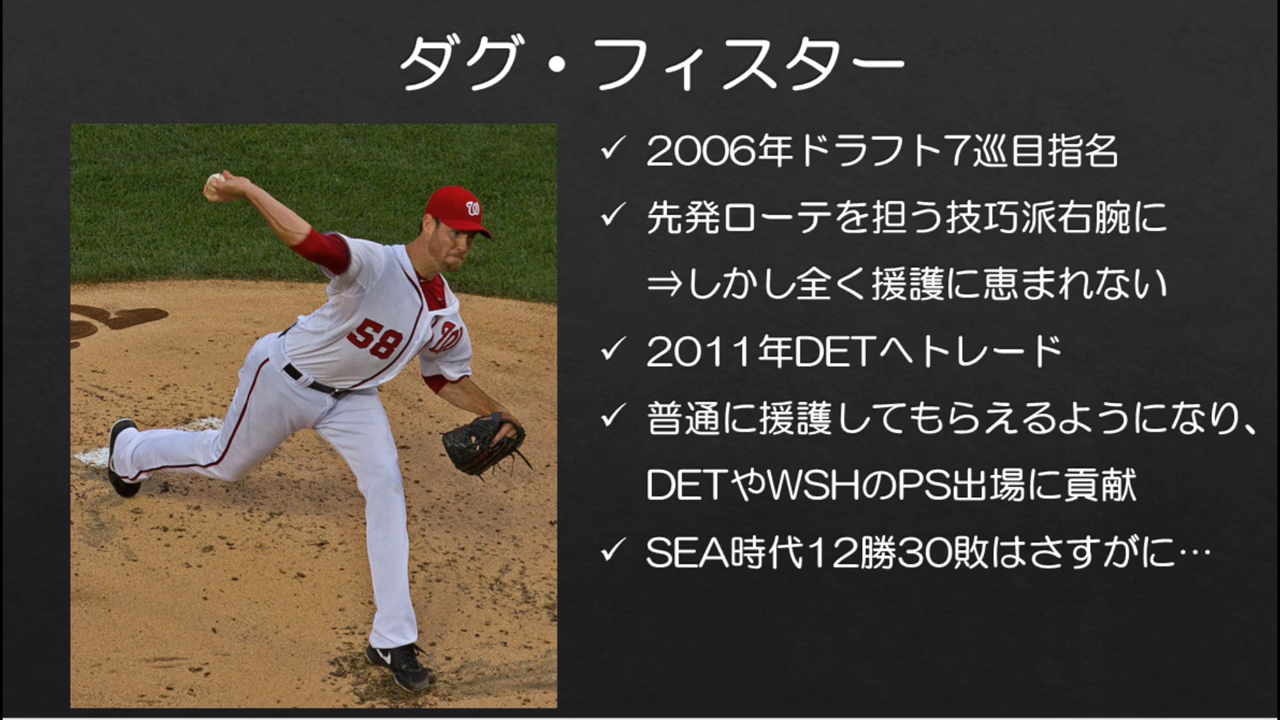 ダグ・フィスター
✓ 2006年ドラフト7巡目指名
✓ 先発ローテを担う技巧派右腕に
⇒しかし全く援護に恵まれない
✓ 2011年DETへトレード
✓ 普通に援護してもらえるようになり、
DETやWSHのPS出場に貢献
✓ SEA時代12勝30敗はさすがに…
W
58
W